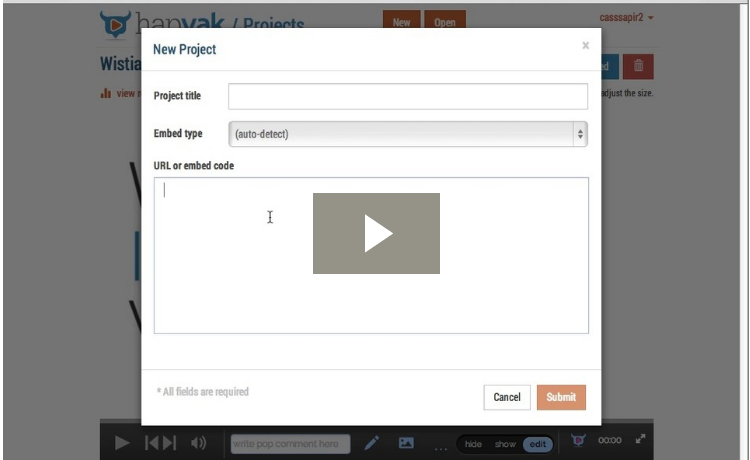 hapyak / Projects
New
Open
casssapir2
Wistia
New Project
x
view
adjust the size.
Project title
Embed type
(auto-detect)
URL or embed code
* All fields are required
Cancel
Submit
write pop comment here
...
hide
show
edit
00:00